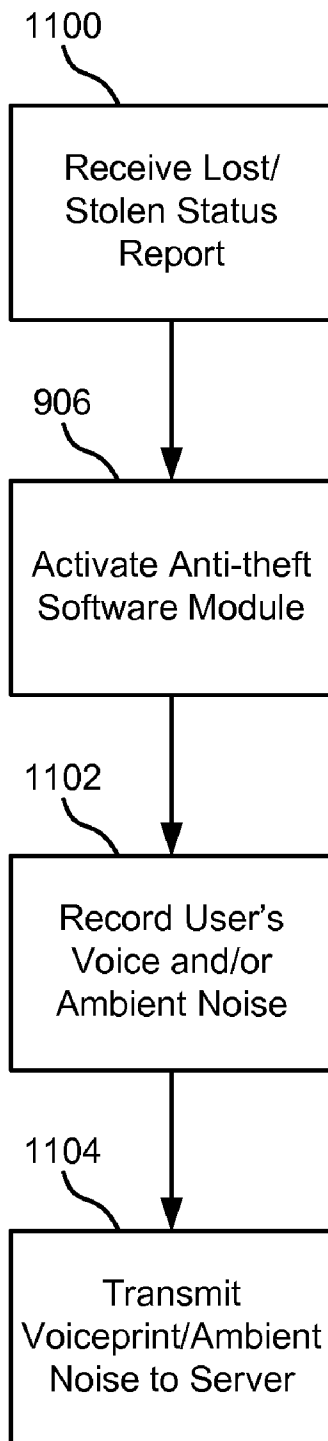 1100
Receive Lost/
Stolen Status
Report
906
Activate Anti-theft
Software Module
1102
Record User's
Voice and/or
Ambient Noise
1104
Transmit
Voiceprint/Ambient
Noise to Server